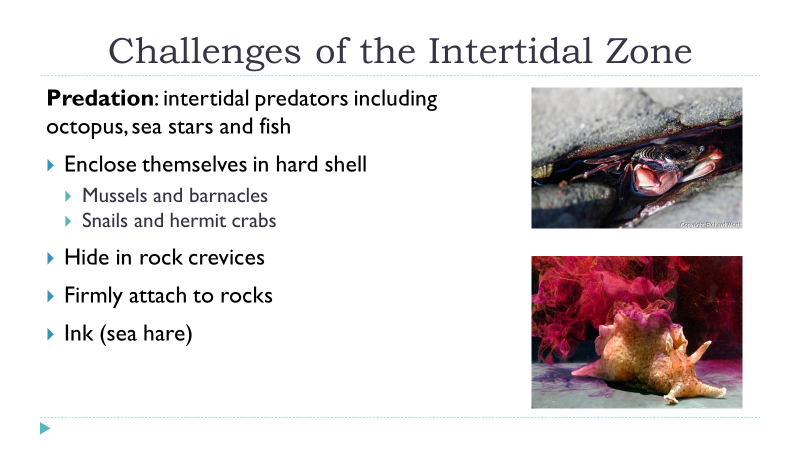 Challenges of the Intertidal Zone
Predation: intertidal predators including
octopus, sea stars and fish
Enclose themselves in hard shell
Mussels and barnacles
Snails and hermit crabs
Hide in rock crevices
Firmly attach to rocks
Ink (sea hare)